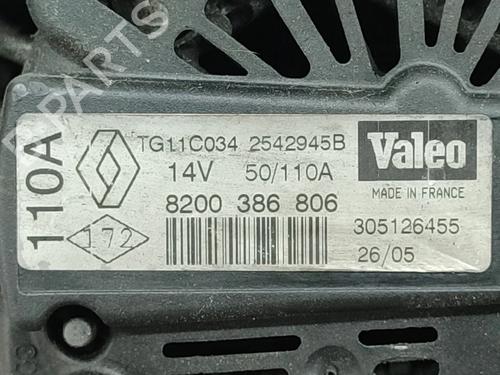 110A
172
TG11C034 2542945B
14V 50/110A
8200 386 806
Valeo
MADE IN FRANCE
305126455
26/05